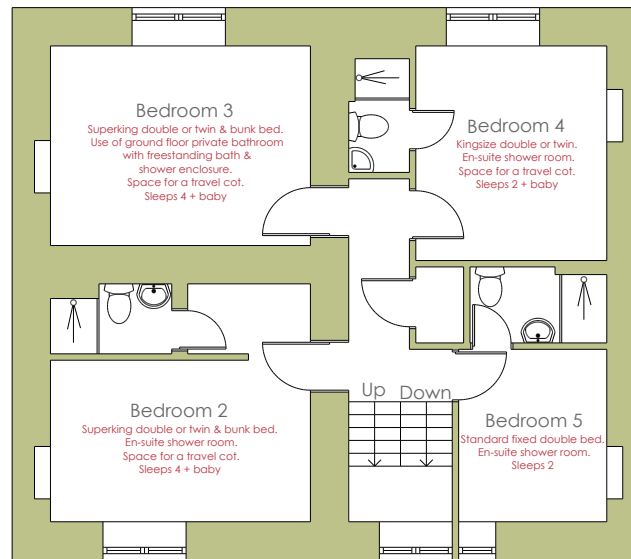 Bedroom 3
Superking double or twin & bunk bed.
Use of ground floor private bathroom
with freestanding bath &
shower enclosure.
Space for a travel cot.
Sleeps 4 + baby
Bedroom 4
Kingsize double or twin.
En-suite shower room.
Space for a travel cot.
Sleeps 2 + baby
Bedroom 2
Superking double or twin & bunk bed.
En-suite shower room.
Space for a travel cot.
Sleeps 4 + baby
Up Down
Bedroom 5
Standard fixed double bed.
En-suite shower room.
Sleeps 2